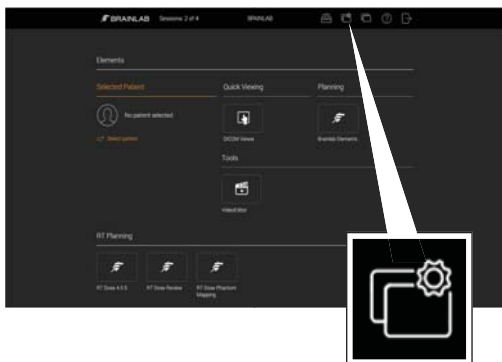 BRAINLAB Sessions: 2 of 4 BRAINLAB
Elements
Selected Patient Quick Viewing Planning
No patient selected
Select patient
DICOM Viewer
Brainlab Elements
Tools
VideoEditor
RT Planning
RT Dose 4.5.5 RT Dose Review RT Dose Phantom
Mapping